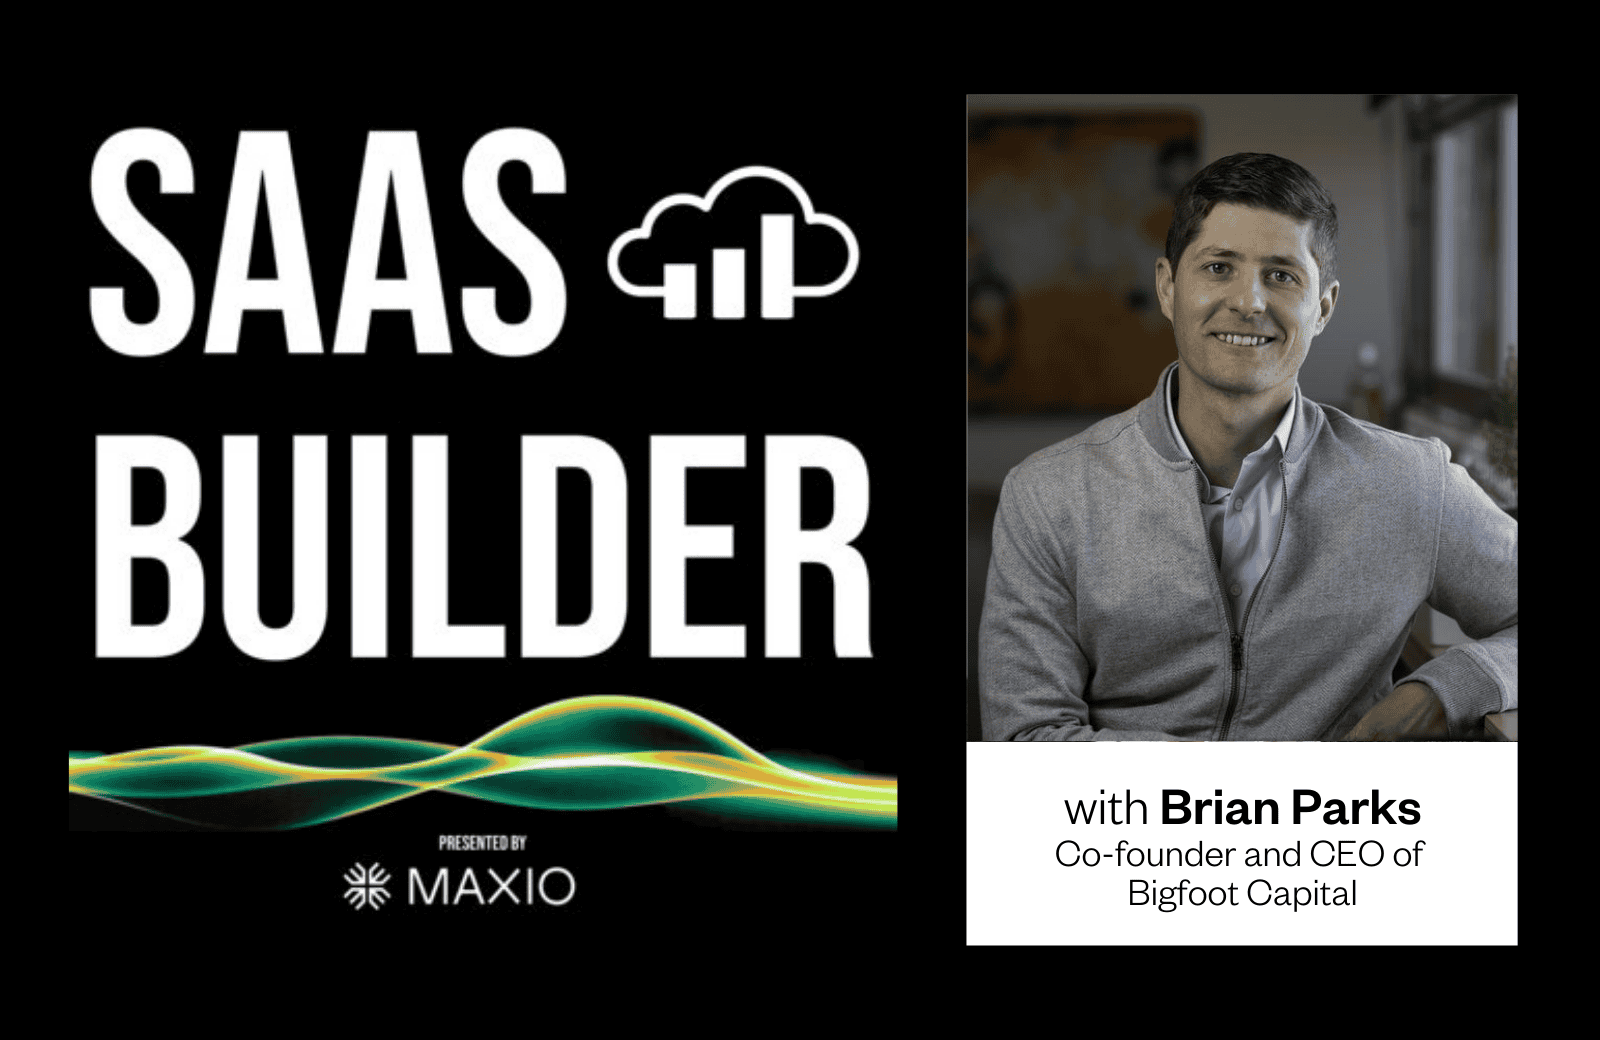 SAAS
BUILDER
PRESENTED BY
MAXIO
with Brian Parks
Co-founder and CEO of
Bigfoot Capital